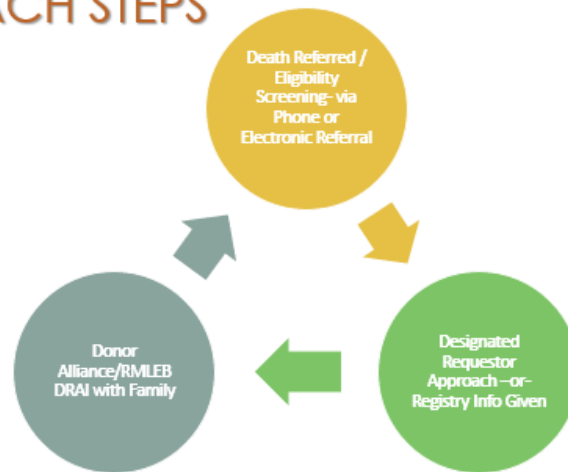 ACH STEPS
Death Referred /
Eligibility
Screening- via
Phone or
Electronic Referral
Designated
Requestor
Approach –or-
Registry Info Given
Donor
Alliance/RMLEB
DRAI with Family